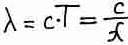 λ = c·T = c/f